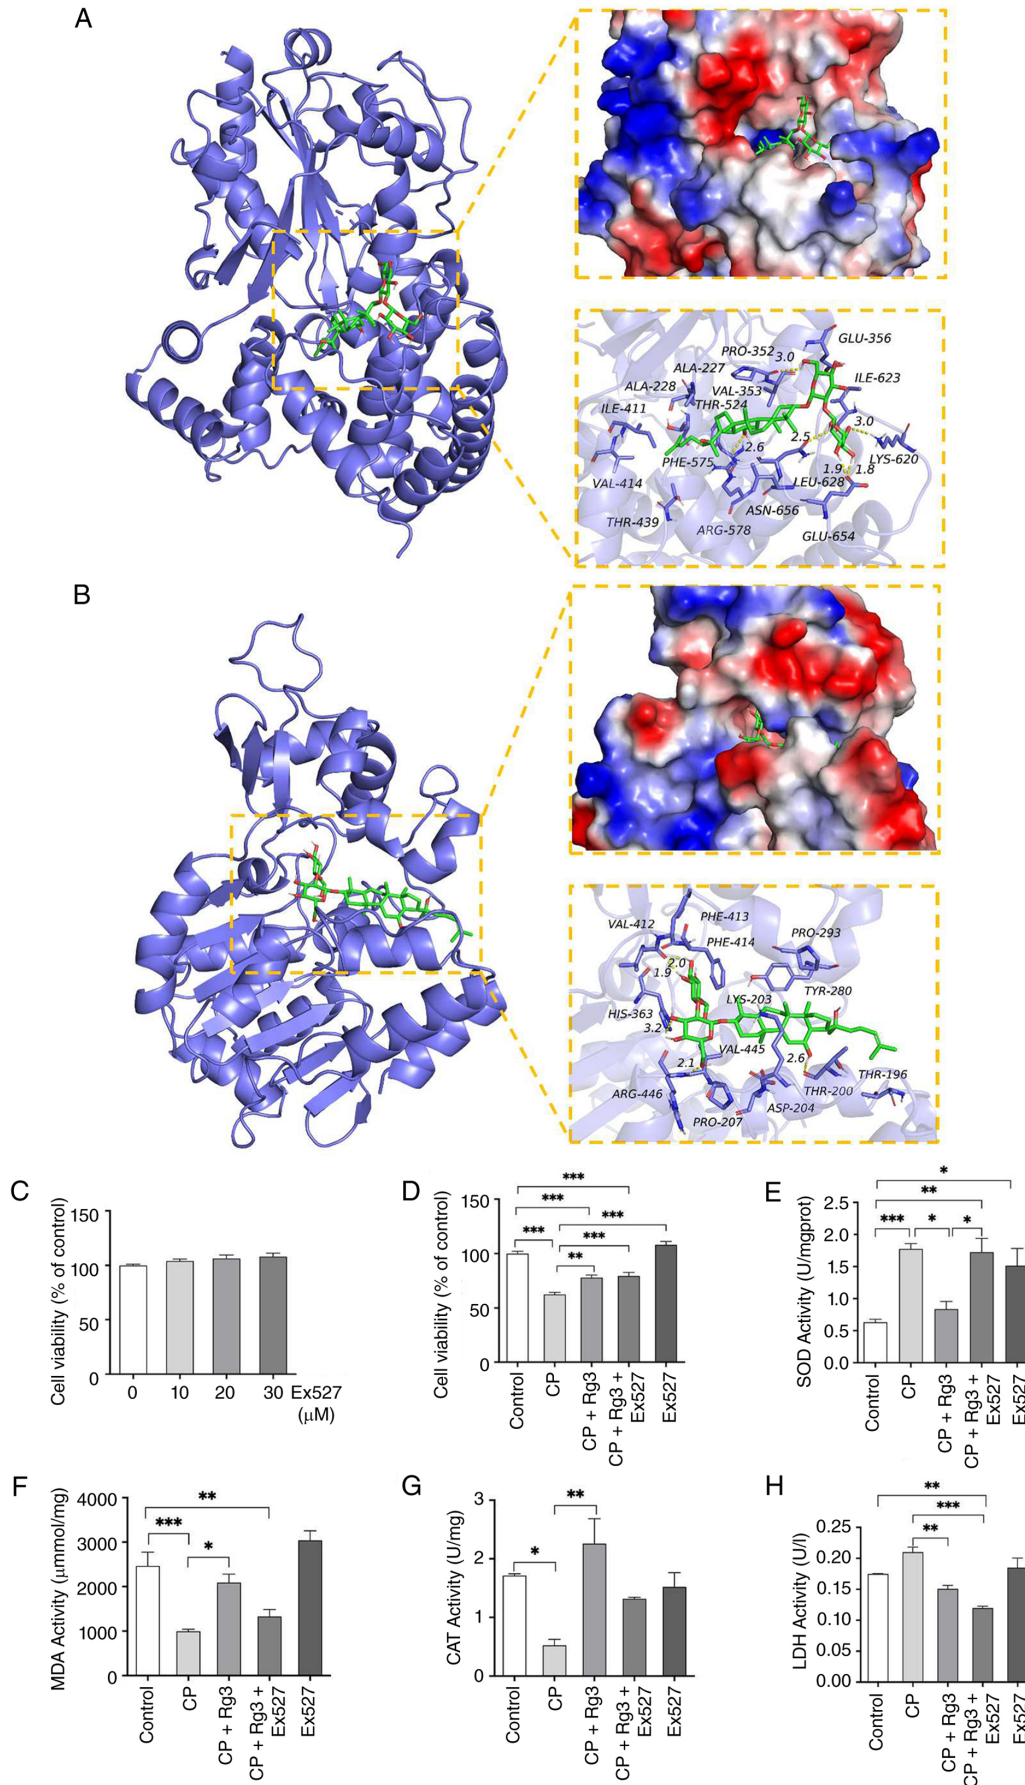 A
PRO-352
3.0
GLU-356
ALA-227
ALA-228
VAL-353
ILE-623
THR-524
ILE-411
3.0
2.5
2.6
PHE-575
LYS-620
1.9
1.8
VAL-414
LEU-628
ASN-656
THR-439
ARG-578
GLU-654
B
VAL-412
PHE-413
PHE-414
PRO-293
2.0
1.9
TYR-280
LYS-203
HIS-363
3.2
VAL-445
2.6
2.1
THR-196
ARG-446
THR-200
ASP-204
PRO-207
C
Cell viability (% of control)
150
100
50
0
0 10 20 30 Ex527
(μM)
D
Cell viability (% of control)
150
100
50
0
***
***
*** ***
***
**
Control
CP
CP + Rg3
CP + Rg3 +
Ex527
Ex527
E
SOD Activity (U/mgprot)
2.5
2.0
1.5
1.0
0.5
0.0
*
**
*** * *
Control
CP
CP + Rg3
CP + Rg3 +
Ex527
Ex527
F
MDA Activity (μmmol/mg)
4000
3000
2000
1000
0
**
***
*
Control
CP
CP + Rg3
CP + Rg3 +
Ex527
Ex527
G
CAT Activity (U/mg)
3
2
1
0
**
*
Control
CP
CP + Rg3
CP + Rg3 +
Ex527
Ex527
H
LDH Activity (U/l)
0.25
0.20
0.15
0.10
0.05
0.00
**
***
**
Control
CP
CP + Rg3
CP + Rg3 +
Ex527
Ex527